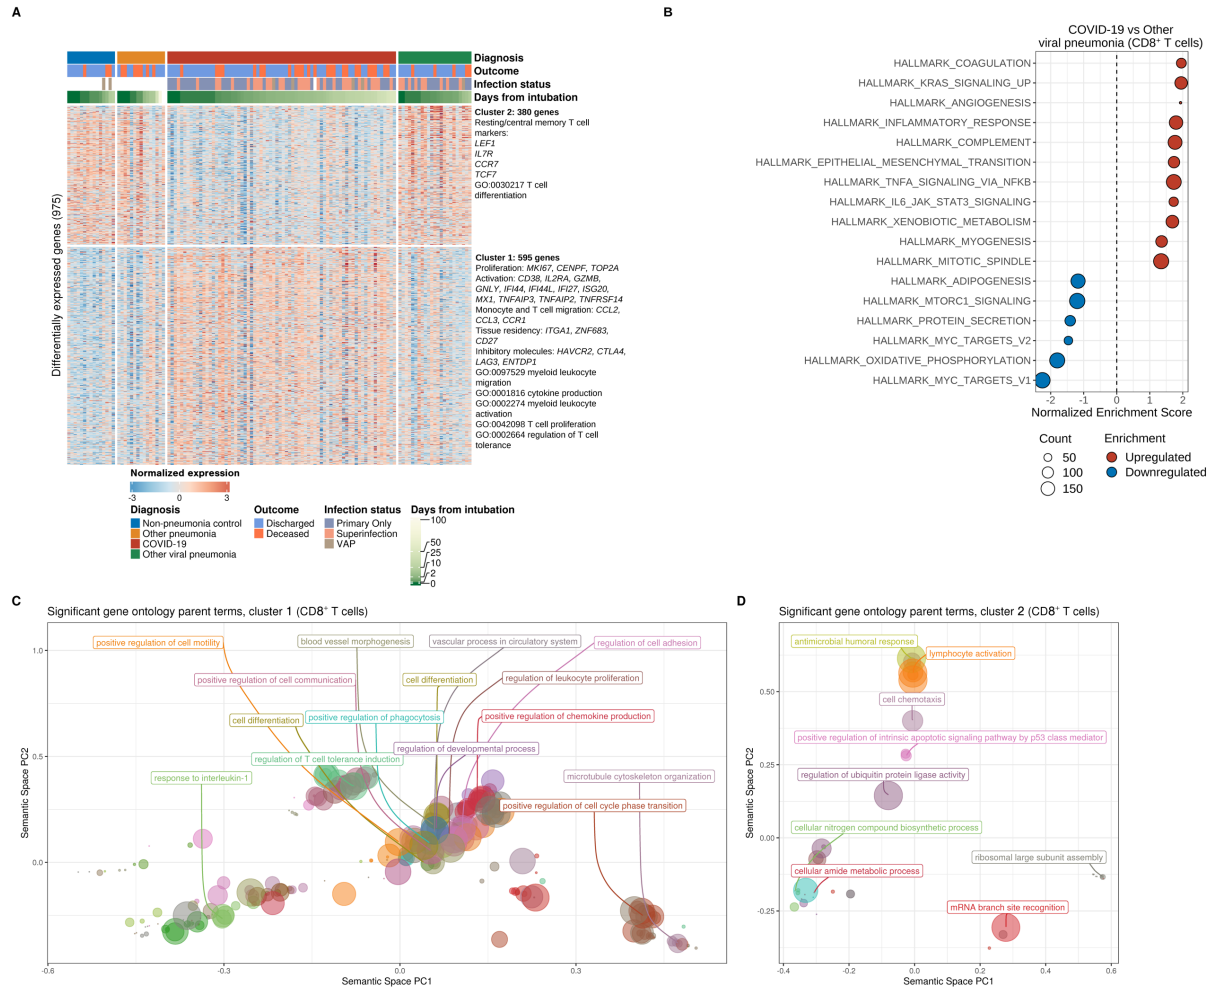 A
Diagnosis
Outcome
Infection status
Days from intubation
Differentially expressed genes (975)
Cluster 2: 380 genes
Resting/central memory T cell
markers:
LEF1
IL7R
CCR7
TCF7
GO:0030217 T cell
differentiation
Cluster 1: 595 genes
Proliferation: MKI67, CENPF, TOP2A
Activation: CD38, IL2RA, GZMB,
GNLY, IFI44, IFI44L, IFI27, ISG20,
MX1, TNFAIP3, TNFAIP2, TNFRSF14
Monocyte and T cell migration: CCL2,
CCL3, CCR1
Tissue residency: ITGA1, ZNF683,
CD27
Inhibitory molecules: HAVCR2, CTLA4,
LAG3, ENTDP1
GO:0097529 myeloid leukocyte
migration
GO:0001816 cytokine production
GO:0002274 myeloid leukocyte
activation
GO:0042098 T cell proliferation
GO:0002664 regulation of T cell
tolerance
Normalized expression
-3 0 3
Diagnosis
Non-pneumonia control
Other pneumonia
COVID-19
Other viral pneumonia
Outcome
Discharged
Deceased
Infection status
Primary Only
Superinfection
VAP
Days from intubation
100
50
25
10
2
0
B
COVID-19 vs Other
viral pneumonia (CD8+ T cells)
HALLMARK_COAGULATION
HALLMARK_KRAS_SIGNALING_UP
HALLMARK_ANGIOGENESIS
HALLMARK_INFLAMMATORY_RESPONSE
HALLMARK_COMPLEMENT
HALLMARK_EPITHELIAL_MESENCHYMAL_TRANSITION
HALLMARK_TNFA_SIGNALING_VIA_NFKB
HALLMARK_IL6_JAK_STAT3_SIGNALING
HALLMARK_XENOBIOTIC_METABOLISM
HALLMARK_MYOGENESIS
HALLMARK_MITOTIC_SPINDLE
HALLMARK_ADIPOGENESIS
HALLMARK_MTORC1_SIGNALING
HALLMARK_PROTEIN_SECRETION
HALLMARK_MYC_TARGETS_V2
HALLMARK_OXIDATIVE_PHOSPHORYLATION
HALLMARK_MYC_TARGETS_V1
-2 -1 0 1 2
Normalized Enrichment Score
Count
50
100
150
Enrichment
Upregulated
Downregulated
C
Significant gene ontology parent terms, cluster 1 (CD8+ T cells)
positive regulation of cell motility
blood vessel morphogenesis
vascular process in circulatory system
regulation of cell adhesion
positive regulation of cell communication
cell differentiation
regulation of leukocyte proliferation
cell differentiation
positive regulation of phagocytosis
positive regulation of chemokine production
regulation of T cell tolerance induction
regulation of developmental process
response to interleukin-1
microtubule cytoskeleton organization
positive regulation of cell cycle phase transition
Semantic Space PC2
1.0
0.5
0.0
-0.6 -0.3 0.0 0.3
Semantic Space PC1
D
Significant gene ontology parent terms, cluster 2 (CD8+ T cells)
antimicrobial humoral response
lymphocyte activation
cell chemotaxis
positive regulation of intrinsic apoptotic signaling pathway by p53 class mediator
regulation of ubiquitin protein ligase activity
cellular nitrogen compound biosynthetic process
ribosomal large subunit assembly
cellular amide metabolic process
mRNA branch site recognition
Semantic Space PC2
0.50
0.25
0.00
-0.25
-0.4 -0.2 0.0 0.2 0.4 0.6
Semantic Space PC1